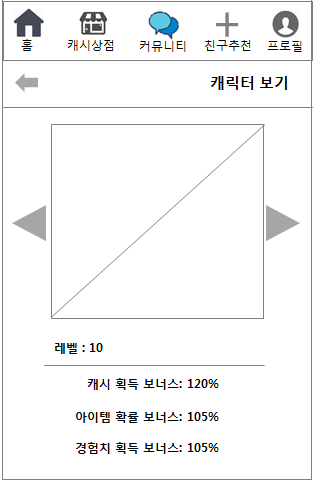 홈 캐시상점 커뮤니티 친구추천 프로필
캐릭터 보기
레벨 : 10
캐시 획득 보너스: 120%
아이템 확률 보너스: 105%
경험치 획득 보너스: 105%